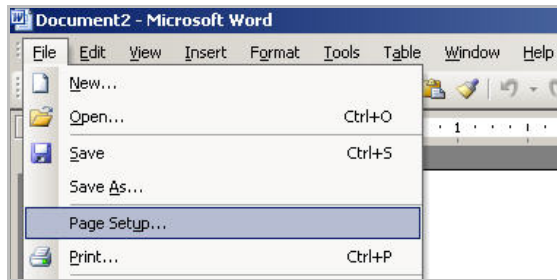 Document2 - Microsoft Word
File Edit View Insert Format Tools Table Window Help
New...
Open... Ctrl+O
1
Save Ctrl+S
Save As...
Page Setup...
Print... Ctrl+P